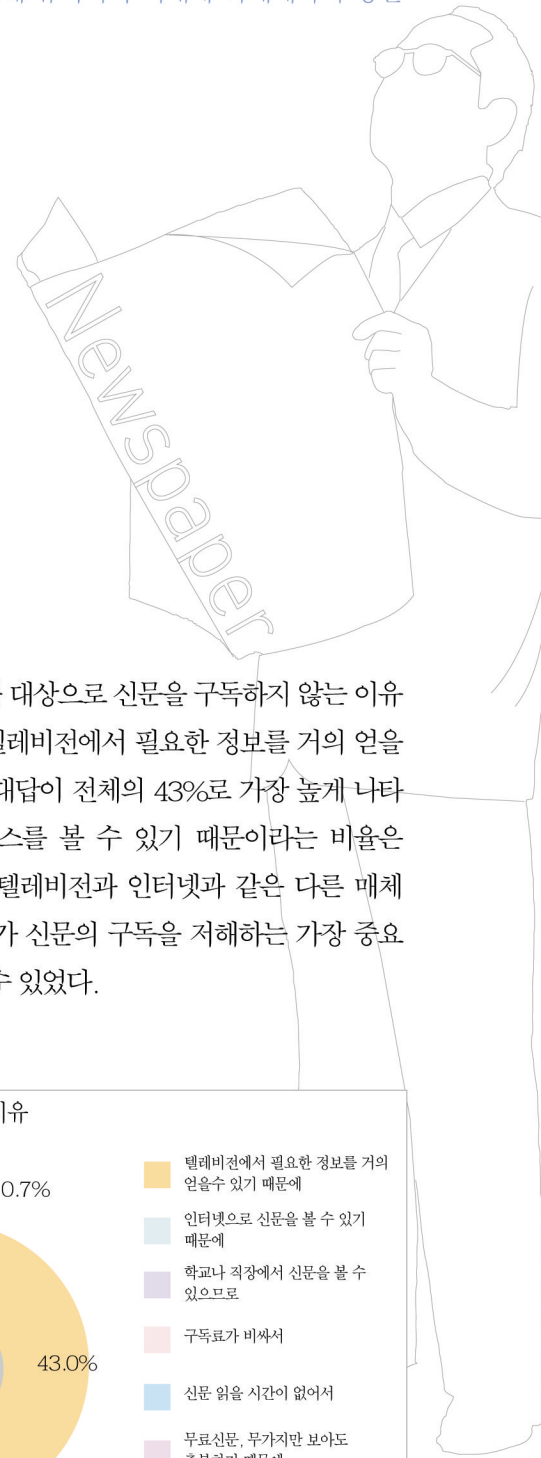 Newspaper
대상으로 신문을 구독하지 않는 이유
텔레비전에서 필요한 정보를 거의 얻을
대답이 전체의 43%로 가장 높게 나타
스를 볼 수 있기 때문이라는 비율은
텔레비전과 인터넷과 같은 다른 매체
가 신문의 구독을 저해하는 가장 중요
수 있었다.
이유
0.7%
43.0%
텔레비전에서 필요한 정보를 거의
얻을수 있기 때문에
인터넷으로 신문을 볼 수 있기
때문에
학교나 직장에서 신문을 볼 수
있으므로
구독료가 비싸서
신문 읽을 시간이 없어서
무료신문, 무가지만 보아도